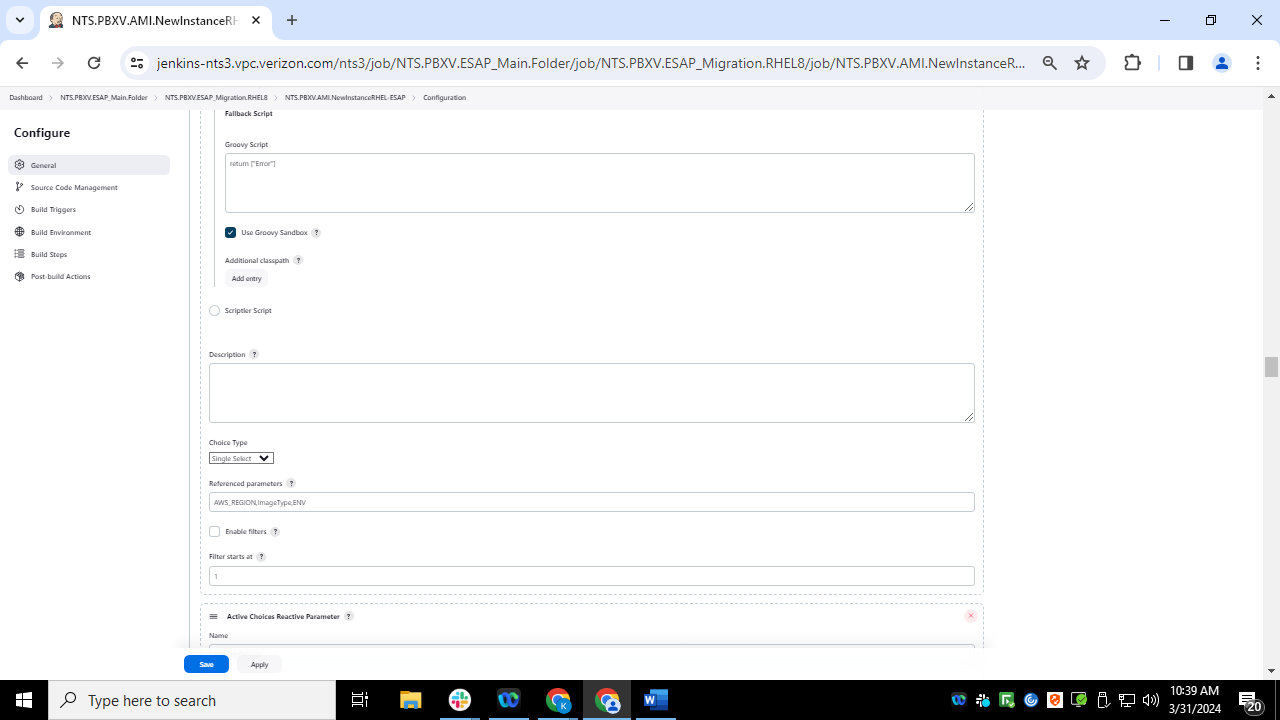 NTS.PBXV.AMI.NewInstanceRH
jenkins-nts3.vpc.verizon.com/nts3/job/NTS.PBXV.ESAP_Main.Folder/job/NTS.PBXV.ESAP_Migration.RHEL8/job/NTS.PBXV.AMI.NewInstanceR...
Dashboard > NTS.PBXV.ESAP_Main.Folder > NTS.PBXV.ESAP_Migration.RHEL8 > NTS.PBXV.AMI.NewInstanceRHEL-ESAP > Configuration
Configure
General
Source Code Management
Build Triggers
Build Environment
Build Steps
Post-build Actions
Fallback Script
Groovy Script
return ["Error"]
Use Groovy Sandbox ?
Additional classpath ?
Add entry
Scriptler Script
Description ?
Choice Type
Single Select
Referenced parameters ?
AWS_REGION,ImageType,ENV
Enable filters ?
Filter starts at ?
1
Active Choices Reactive Parameter ?
Name
Save
Apply
Type here to search
K
W
10:39 AM
3/31/2024
20